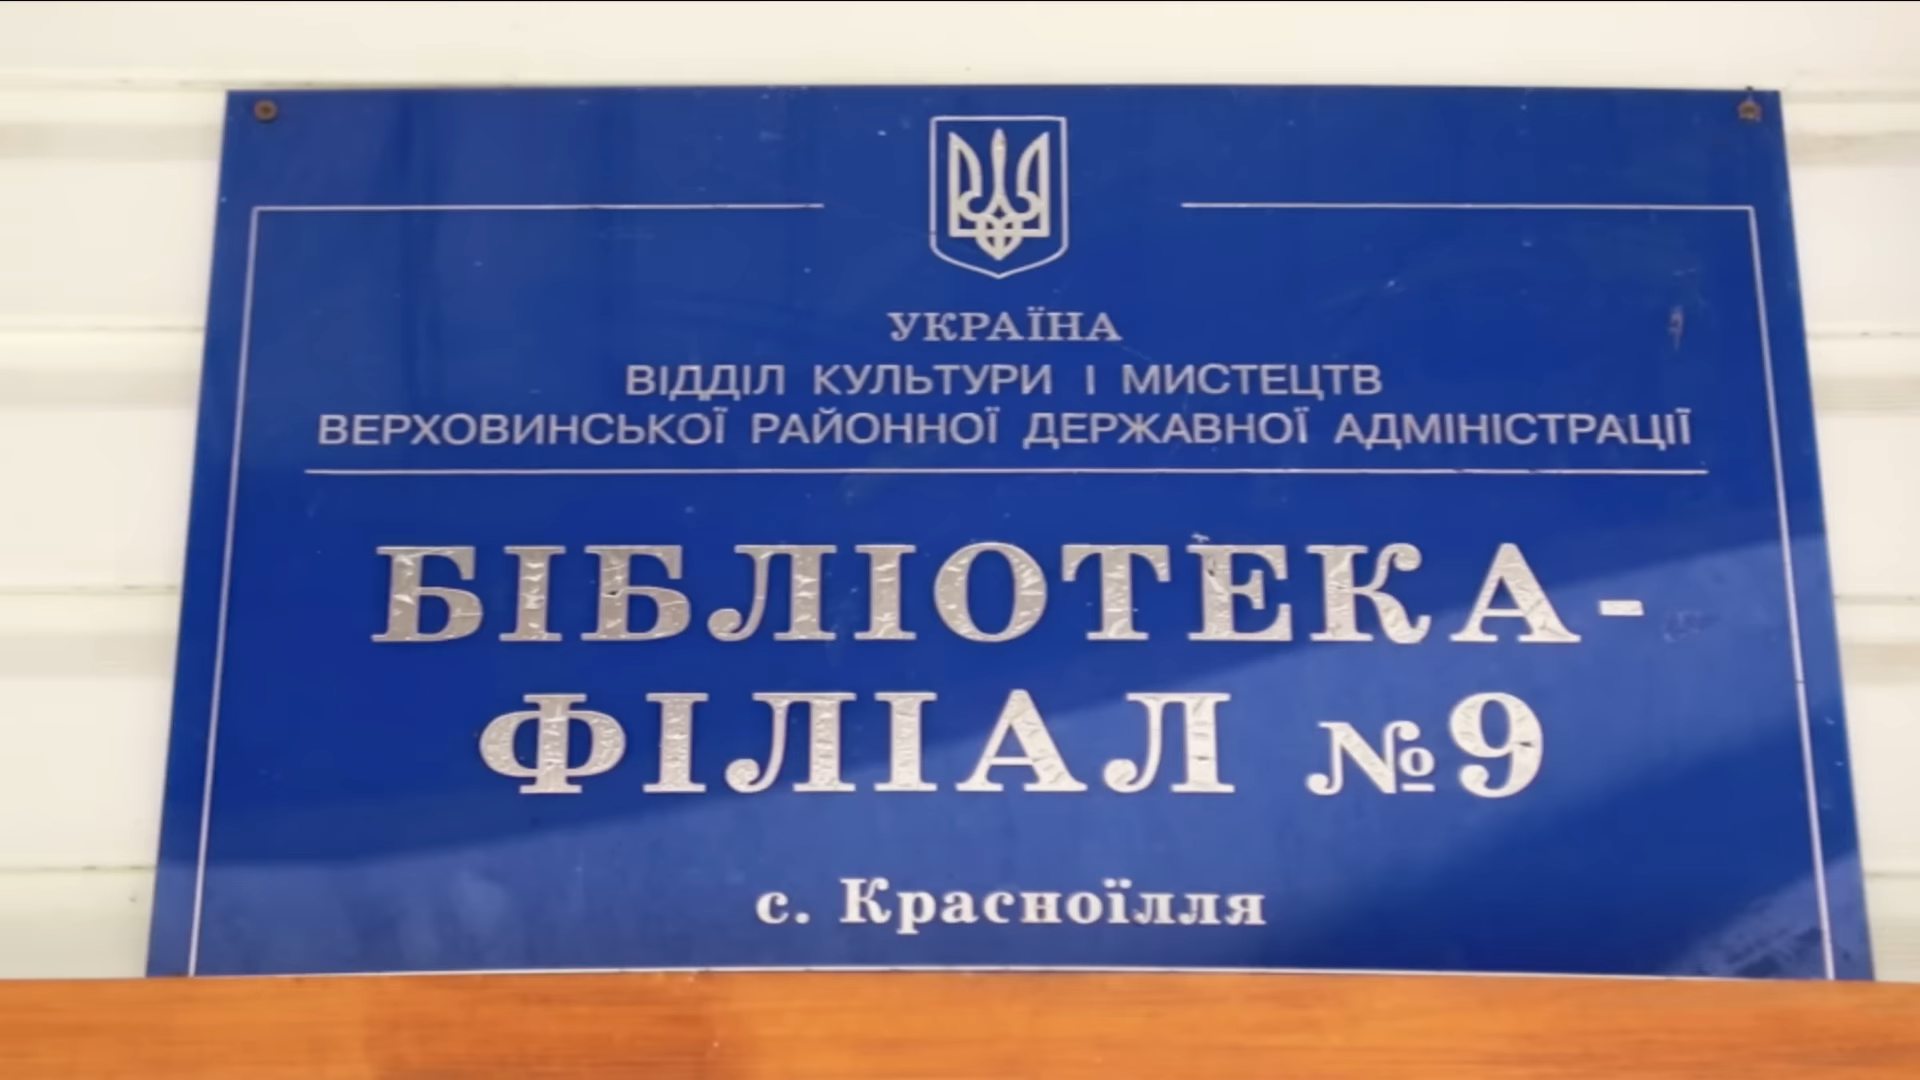 УКРАЇНА
ВІДДІЛ КУЛЬТУРИ І МИСТЕЦТВ
ВЕРХОВИНСЬКОЇ РАЙОННОЇ ДЕРЖАВНОЇ АДМІНІСТРАЦІЇ
БІБЛІОТЕКА-
ФІЛІАЛ №9
с. Красноїлля